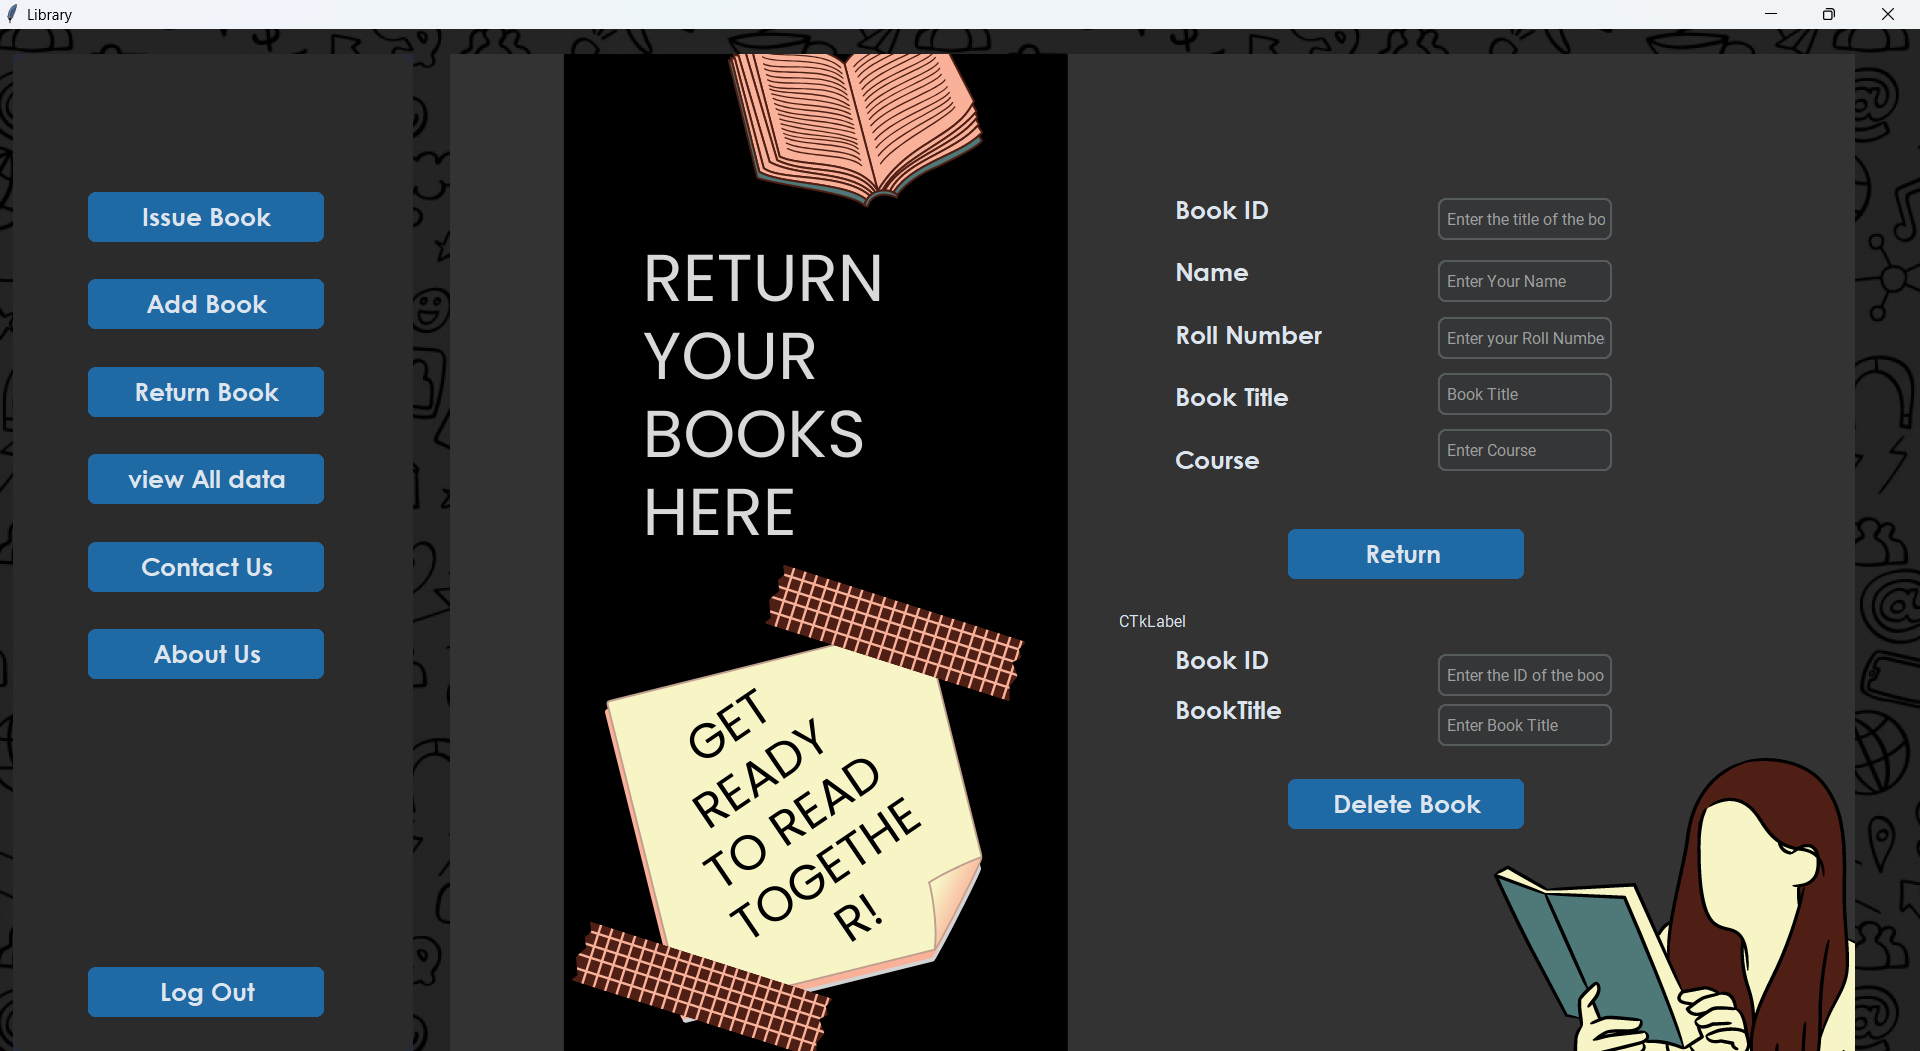 Library
Issue Book
Add Book
Return Book
view All data
Contact Us
About Us
Log Out
RETURN
YOUR
BOOKS
HERE
GET
READY
TO READ
TOGETHE
R!
Book ID
Enter the title of the bo
Name
Enter Your Name
Roll Number
Enter your Roll Numbe
Book Title
Book Title
Course
Enter Course
Return
CTkLabel
Book ID
Enter the ID of the boo
BookTitle
Enter Book Title
Delete Book